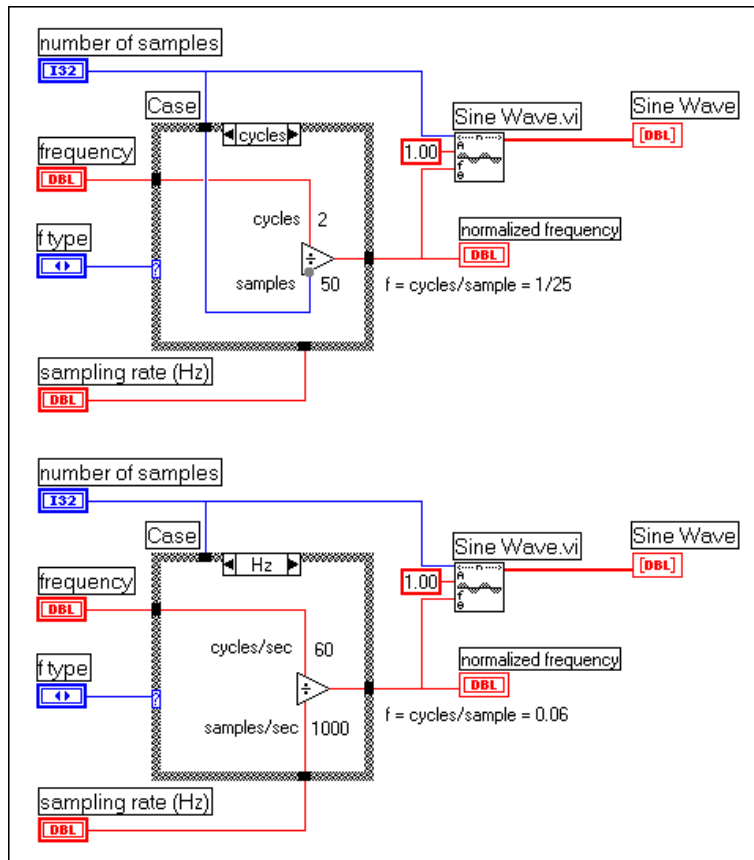 number of samples
I32
Case
cycles
Sine Wave.vi
Sine Wave
n
A
f
θ
1.00
[DBL]
frequency
DBL
cycles 2
normalized frequency
DBL
f type
?
÷
samples 50
f = cycles/sample = 1/25
sampling rate (Hz)
DBL
number of samples
I32
Case
Hz
Sine Wave.vi
Sine Wave
n
A
f
θ
1.00
[DBL]
frequency
DBL
cycles/sec 60
normalized frequency
DBL
f type
?
÷
samples/sec 1000
f = cycles/sample = 0.06
sampling rate (Hz)
DBL